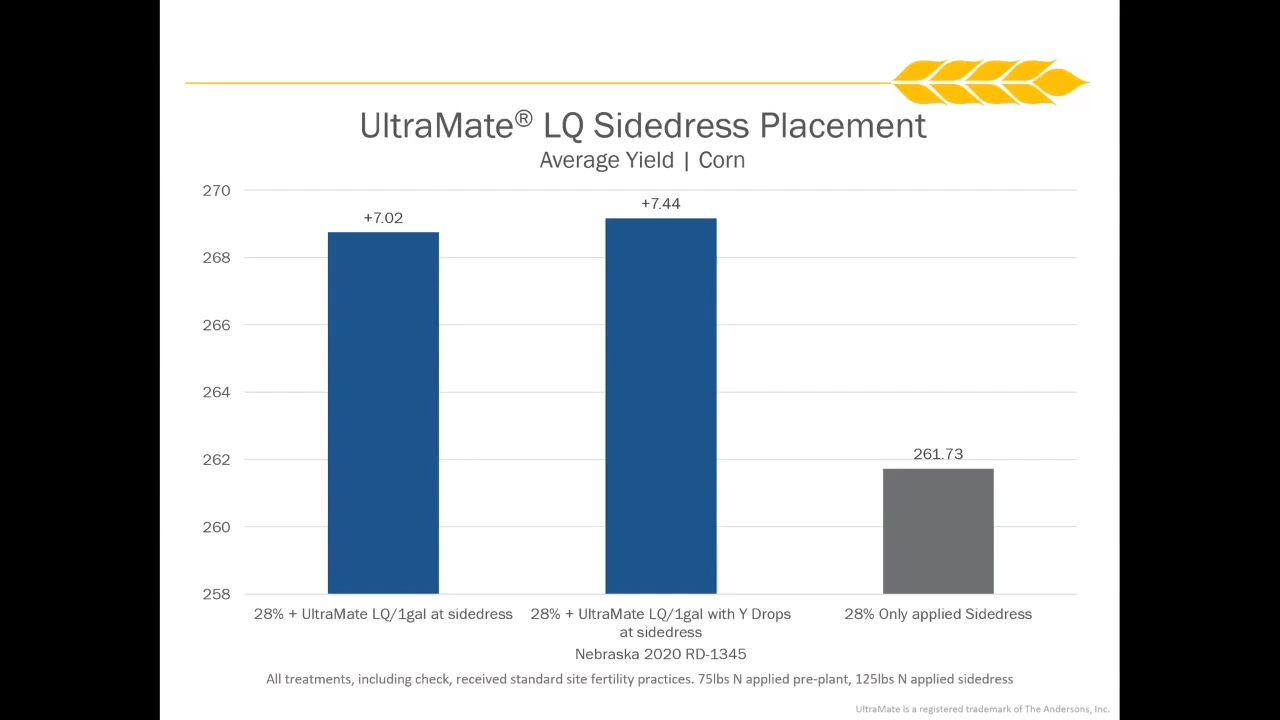 UltraMate® LQ Sidedress Placement
Average Yield | Corn
270
+7.02
+7.44
268
266
264
262
261.73
260
258
28% + UltraMate LQ/1gal at sidedress
28% + UltraMate LQ/1gal with Y Drops
at sidedress
28% Only applied Sidedress
Nebraska 2020 RD-1345
All treatments, including check, received standard site fertility practices. 75lbs N applied pre-plant, 125lbs N applied sidedress
UltraMate is a registered trademark of The Andersons, Inc.